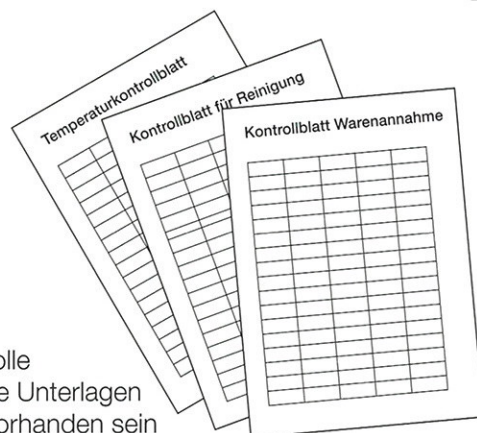 Temperaturkontrollblatt
Kontrollblatt für Reinigung
Kontrollblatt Warenannahme
olle
e Unterlagen
orhanden sein